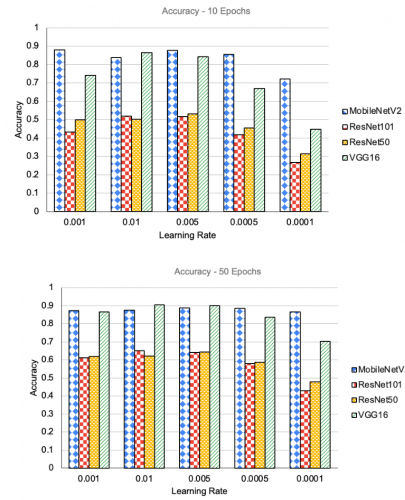 Accuracy - 10 Epochs
1
0.9
0.8
0.7
0.6
0.5
0.4
0.3
0.2
0.1
0
Accuracy
0.001 0.01 0.005 0.0005 0.0001
Learning Rate
MobileNetV2
ResNet101
ResNet50
VGG16
Accuracy - 50 Epochs
1
0.9
0.8
0.7
0.6
0.5
0.4
0.3
0.2
0.1
0
Accuracy
0.001 0.01 0.005 0.0005 0.0001
Learning Rate
MobileNetV
ResNet101
ResNet50
VGG16